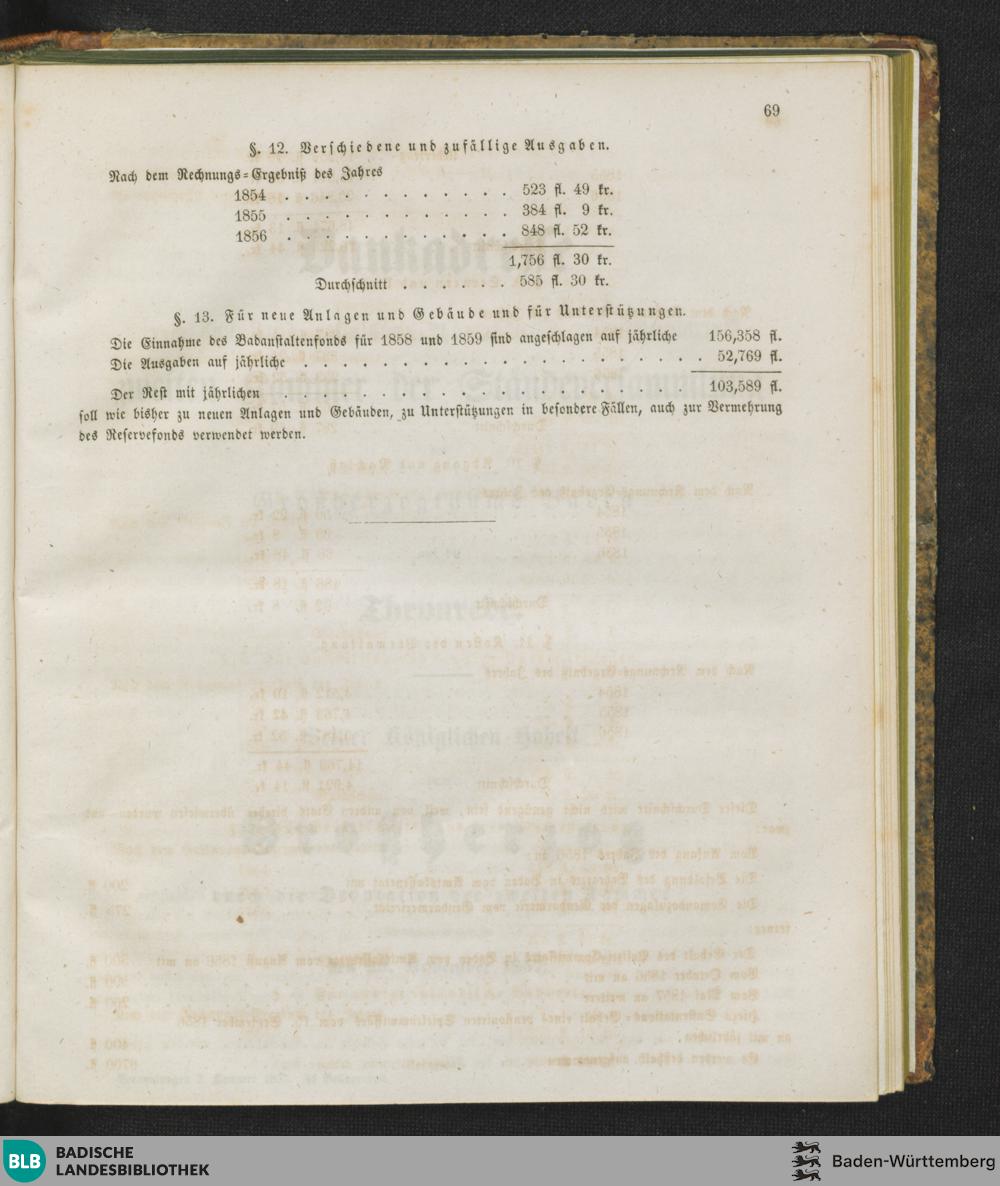 69
§. 12. Verschiedene und zufällige Ausgaben.
Nach dem Rechnungs-Ergebniß des Jahres
1854 . . . . . . . . . . . . 523 fl. 49 kr.
1855 . . . . . . . . . . . . 384 fl. 9 kr.
1856 . . . . . . . . . . . . 848 fl. 52 kr.
1,756 fl. 30 kr.
Durchschnitt . . . . . . 585 fl. 30 kr.
§. 13. Für neue Anlagen und Gebäude und für Unterstützungen.
Die Einnahme des Badanstaltenfonds für 1858 und 1859 sind angeschlagen auf jährliche 156,358 fl.
Die Ausgaben auf jährliche . . . . . . . . . . . . . . . . . . . . . 52,769 fl.
Der Rest mit jährlichen . . . . . . . . . . . . . . . . . . . . . . 103,589 fl.
soll wie bisher zu neuen Anlagen und Gebäuden, zu Unterstützungen in besondere Fällen, auch zur Vermehrung
des Reservefonds verwendet werden.
BLB BADISCHE
LANDESBIBLIOTHEK
Baden-Württemberg